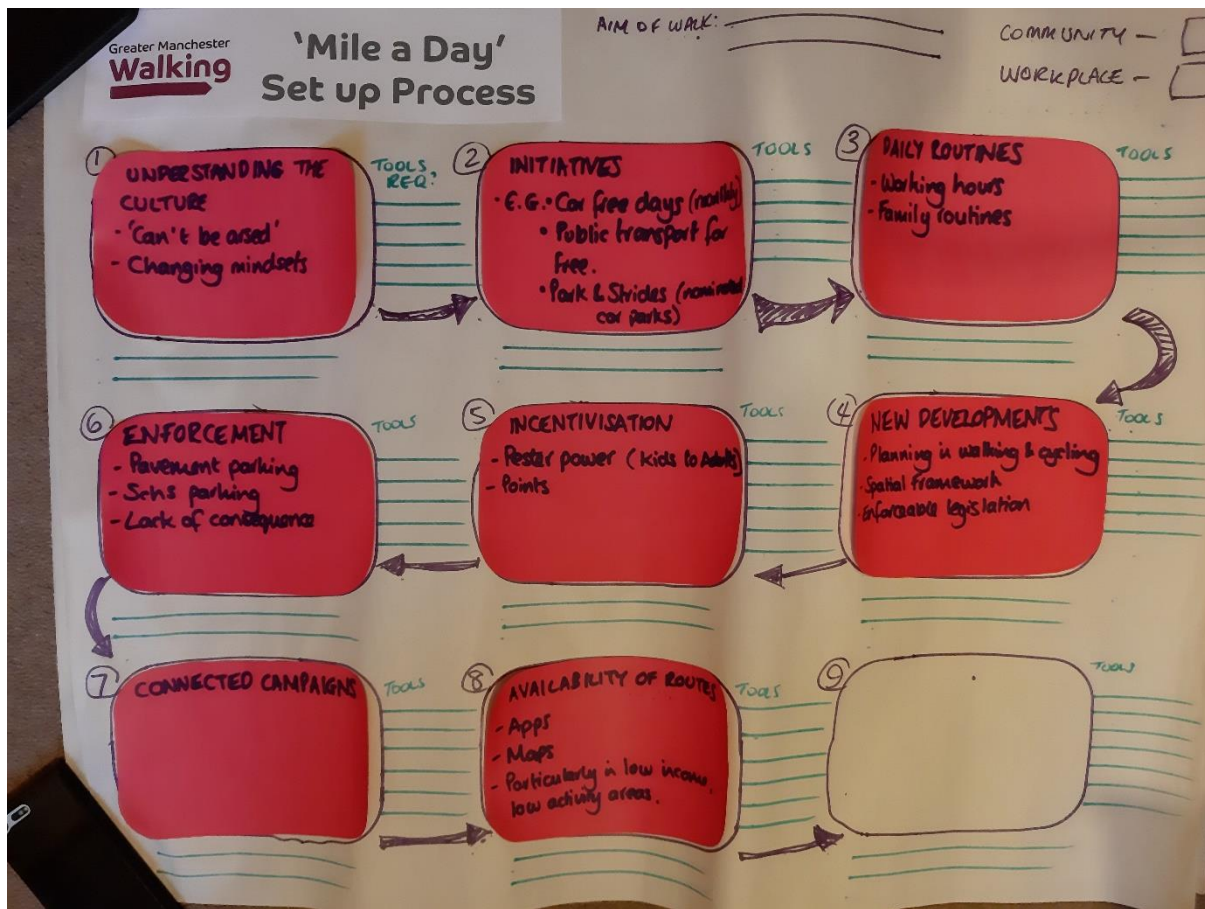 Greater Manchester
Walking
'Mile a Day'
Set up Process
AIM OF WALK:
COMMUNITY –
WORKPLACE –
①
UNDERSTANDING THE
CULTURE
- 'Can't be arsed'
- Changing mindsets
TOOLS,
REQ.
②
INITIATIVES
· E.G. · Car free days (monthly)
• Public transport for
free.
• Park & Strides (nominated
car parks)
TOOLS
③
DAILY ROUTINES
- Working hours
- Family routines
TOOLS
④
NEW DEVELOPMENTS
- Planning in walking & cycling
- Spatial framework
- Enforceable legislation
TOOLS
⑤
INCENTIVISATION
- Pester power (Kids to Adults)
- Points
TOOLS
⑥
ENFORCEMENT
- Pavement parking
- Schs parking
- Lack of consequence
TOOLS
⑦
CONNECTED CAMPAIGNS
TOOLS
⑧
AVAILABILITY OF ROUTES
- Apps
- Maps
- Particularly in low income,
low activity areas.
TOOLS
⑨
TOOLS